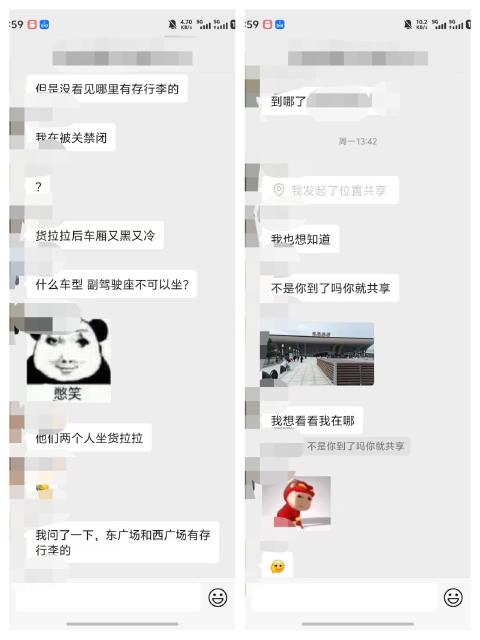 :59
4.70
KB/s
5G
5G
但是没看见哪里有存行李的
我在被关禁闭
?
货拉拉后车厢又黑又冷
什么车型 副驾驶座不可以坐?
憋笑
他们两个人坐货拉拉
我问了一下，东广场和西广场有存
行李的
:59
10.2
KB/s
5G
5G
到哪了
周一 13:42
我发起了位置共享
我也想知道
不是你到了吗你就共享
我想看看我在哪
不是你到了吗你就共享